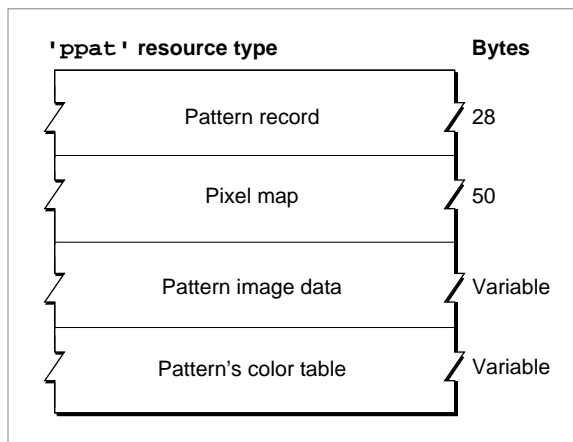 'ppat' resource type Bytes
Pattern record 28
Pixel map 50
Pattern image data Variable
Pattern’s color table Variable